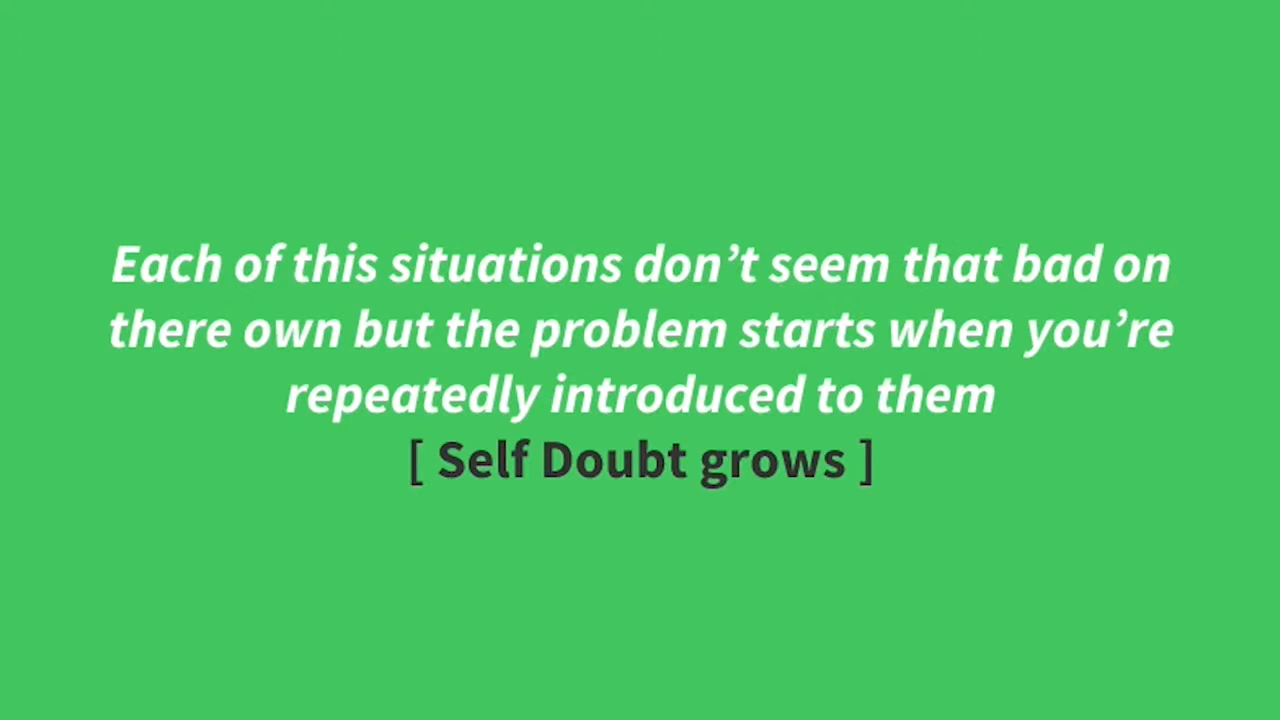 Each of this situations don’t seem that bad on
there own but the problem starts when you’re
repeatedly introduced to them
[ Self Doubt grows ]